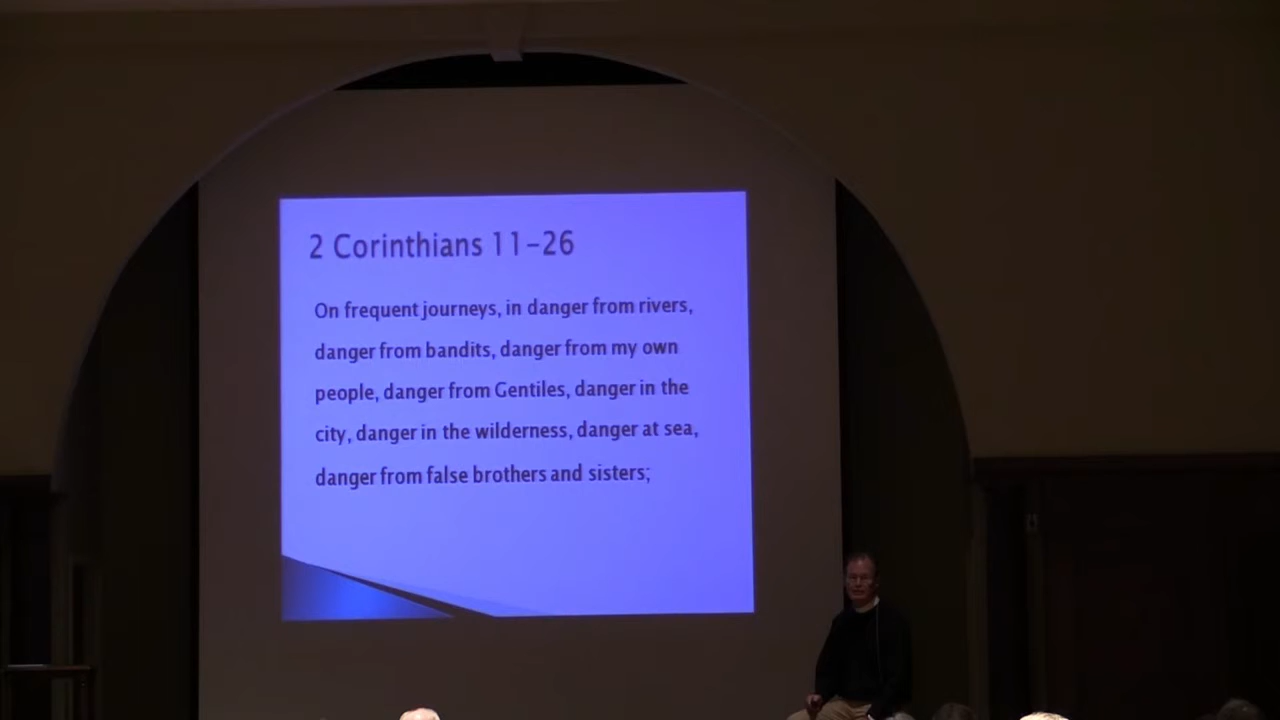 2 Corinthians 11-26
On frequent journeys, in danger from rivers,
danger from bandits, danger from my own
people, danger from Gentiles, danger in the
city, danger in the wilderness, danger at sea,
danger from false brothers and sisters;